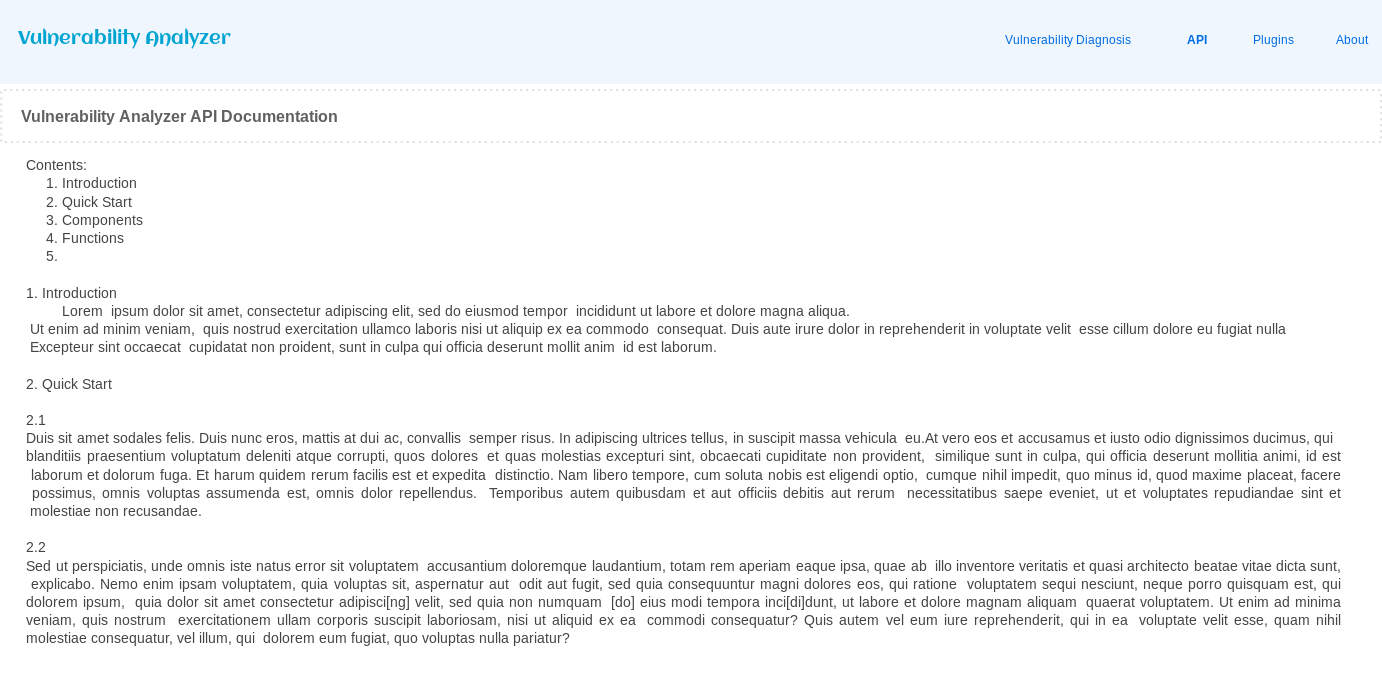 Vulnerability Analyzer
Vulnerability Diagnosis API Plugins About
Vulnerability Analyzer API Documentation
Contents:
1. Introduction
2. Quick Start
3. Components
4. Functions
5.
1. Introduction
Lorem ipsum dolor sit amet, consectetur adipiscing elit, sed do eiusmod tempor incididunt ut labore et dolore magna aliqua.
Ut enim ad minim veniam, quis nostrud exercitation ullamco laboris nisi ut aliquip ex ea commodo consequat. Duis aute irure dolor in reprehenderit in voluptate velit esse cillum dolore eu fugiat nulla
Excepteur sint occaecat cupidatat non proident, sunt in culpa qui officia deserunt mollit anim id est laborum.
2. Quick Start
2.1
Duis sit amet sodales felis. Duis nunc eros, mattis at dui ac, convallis semper risus. In adipiscing ultrices tellus, in suscipit massa vehicula eu.At vero eos et accusamus et iusto odio dignissimos ducimus, qui
blanditiis praesentium voluptatum deleniti atque corrupti, quos dolores et quas molestias excepturi sint, obcaecati cupiditate non provident, similique sunt in culpa, qui officia deserunt mollitia animi, id est
laborum et dolorum fuga. Et harum quidem rerum facilis est et expedita distinctio. Nam libero tempore, cum soluta nobis est eligendi optio, cumque nihil impedit, quo minus id, quod maxime placeat, facere
possimus, omnis voluptas assumenda est, omnis dolor repellendus. Temporibus autem quibusdam et aut officiis debitis aut rerum necessitatibus saepe eveniet, ut et voluptates repudiandae sint et
molestiae non recusandae.
2.2
Sed ut perspiciatis, unde omnis iste natus error sit voluptatem accusantium doloremque laudantium, totam rem aperiam eaque ipsa, quae ab illo inventore veritatis et quasi architecto beatae vitae dicta sunt,
explicabo. Nemo enim ipsam voluptatem, quia voluptas sit, aspernatur aut odit aut fugit, sed quia consequuntur magni dolores eos, qui ratione voluptatem sequi nesciunt, neque porro quisquam est, qui
dolorem ipsum, quia dolor sit amet consectetur adipisci[ng] velit, sed quia non numquam [do] eius modi tempora inci[di]dunt, ut labore et dolore magnam aliquam quaerat voluptatem. Ut enim ad minima
veniam, quis nostrum exercitationem ullam corporis suscipit laboriosam, nisi ut aliquid ex ea commodi consequatur? Quis autem vel eum iure reprehenderit, qui in ea voluptate velit esse, quam nihil
molestiae consequatur, vel illum, qui dolorem eum fugiat, quo voluptas nulla pariatur?